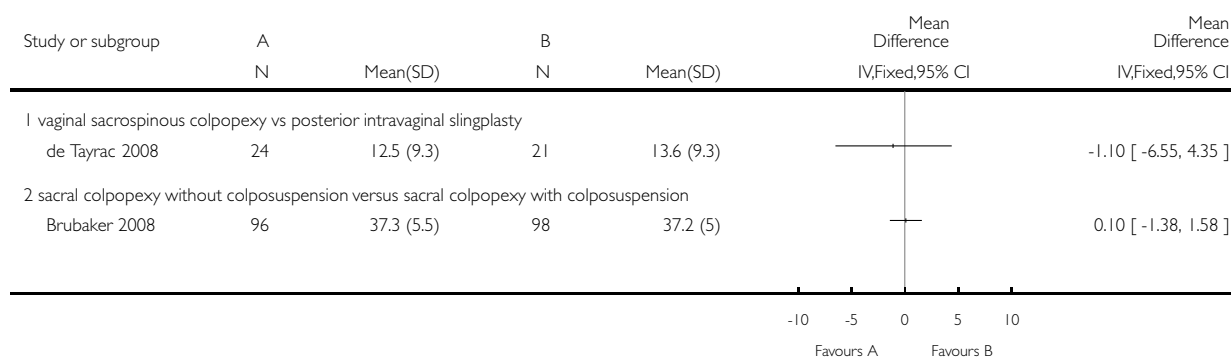 Study or subgroup A B Mean Difference Mean Difference
N Mean(SD) N Mean(SD) IV,Fixed,95% CI IV,Fixed,95% CI
1 vaginal sacrospinous colpopexy vs posterior intravaginal slingplasty
de Tayrac 2008 24 12.5 (9.3) 21 13.6 (9.3) -1.10 [ -6.55, 4.35 ]
2 sacral colpopexy without colposuspension versus sacral colpopexy with colposuspension
Brubaker 2008 96 37.3 (5.5) 98 37.2 (5) 0.10 [ -1.38, 1.58 ]
-10 -5 0 5 10
Favours A Favours B